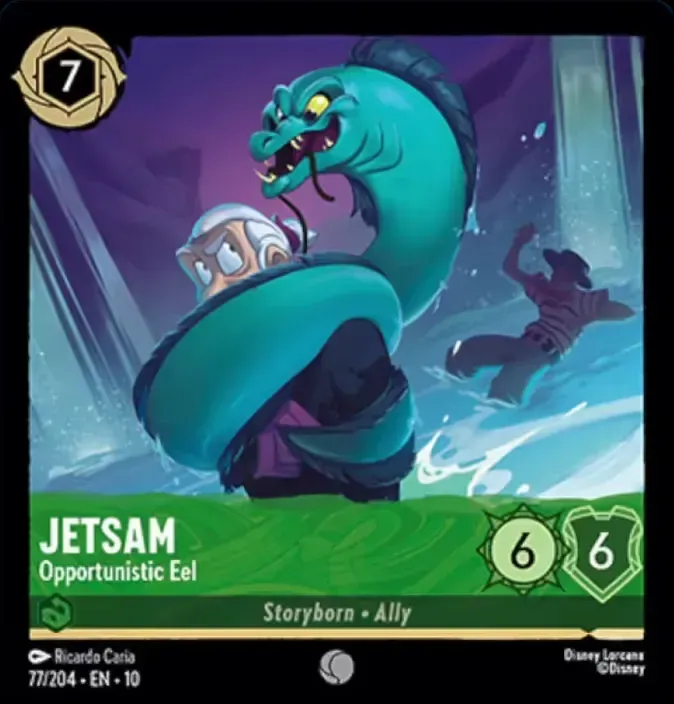 7
JETSAM
Opportunistic Eel
6
6
Storyborn • Ally
Ricardo Caria
77/204 • EN • 10
Disney Lorcana
©Disney